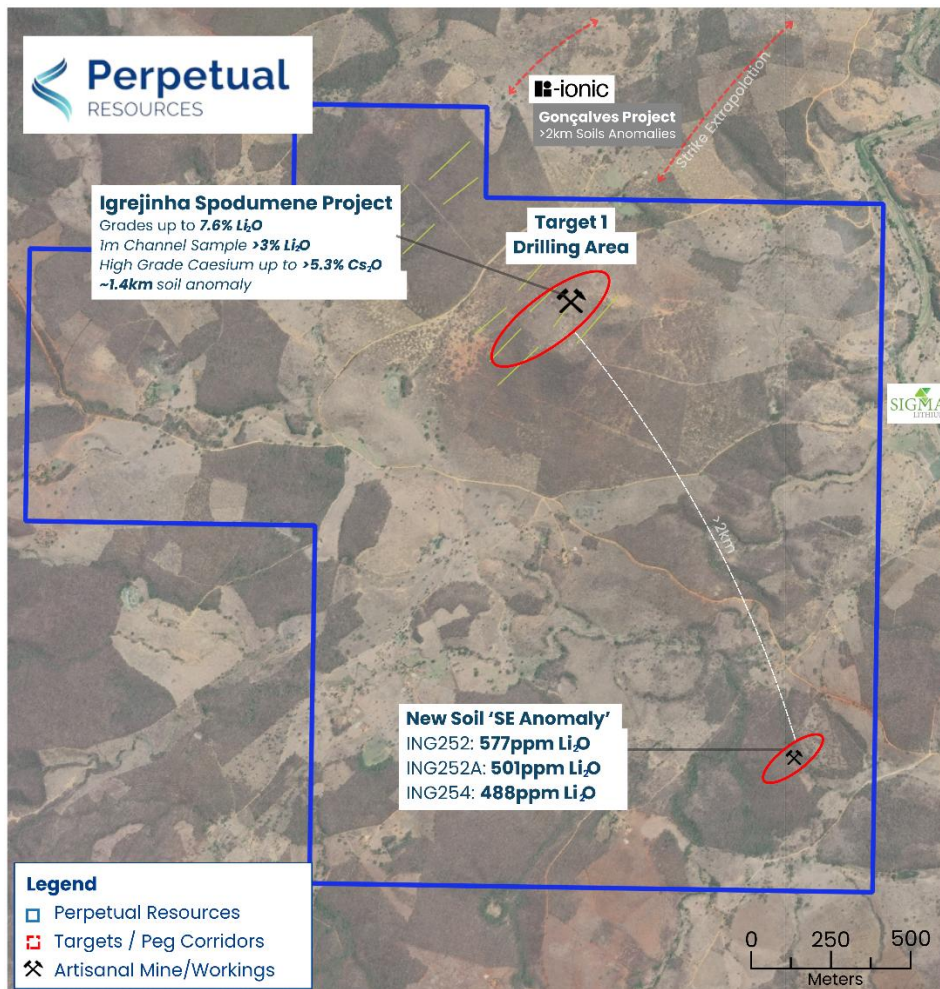 Perpetual
RESOURCES
ionic
Gonçalves Project
>2km Soils Anomalies
Strike Extrapolation
Igrejinha Spodumene Project
Grades up to 7.6% Li₂O
1m Channel Sample >3% Li₂O
High Grade Caesium up to >5.3% Cs₂O
~1.4km soil anomaly
Target 1
Drilling Area
SIGMA
LITHIUM
>2km
New Soil ‘SE Anomaly’
ING252: 577ppm Li₂O
ING252A: 501ppm Li₂O
ING254: 488ppm Li₂O
Legend
Perpetual Resources
Targets / Peg Corridors
Artisanal Mine/Workings
0 250 500
Meters